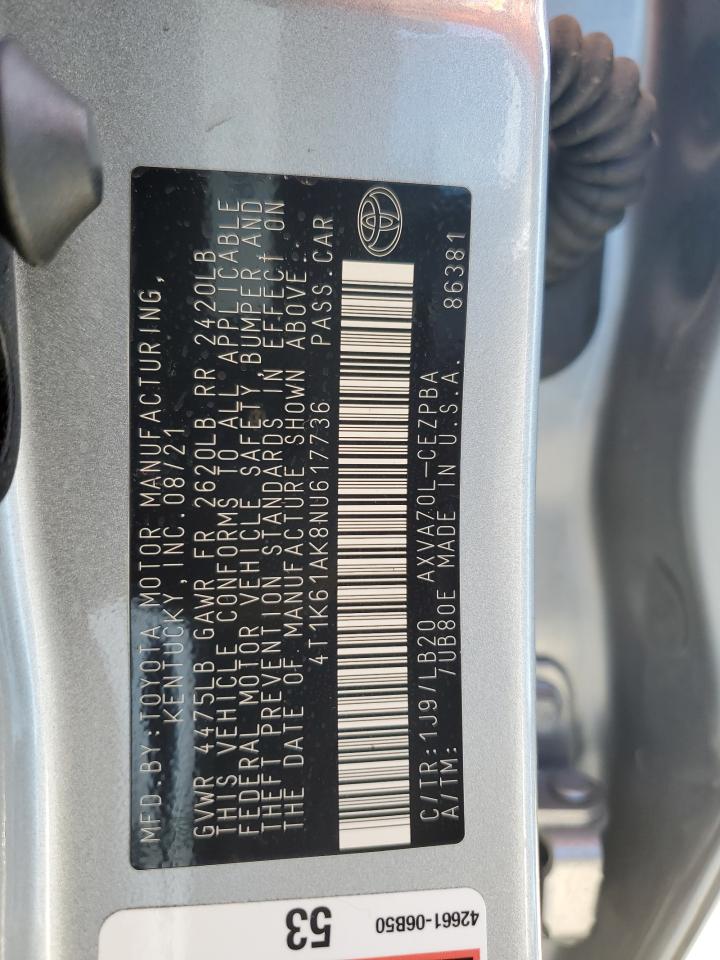 MFD.BY:TOYOTA MOTOR MANUFACTURING,
KENTUCKY,INC.08/21
GVWR 4475LB GAWR FR 2620LB RR 2420LB
THIS VEHICLE CONFORMS TO ALL APPLICABLE
FEDERAL MOTOR VEHICLE SAFETY,BUMPER AND
THEFT PREVENTION STANDARDS IN EFFECT ON
THE DATE OF MANUFACTURE SHOWN ABOVE.
4T1K61AK8NU617736 PASS.CAR
C/TR:1J9/LB20 AXVA70L-CEZPBA
A/TM: 7UB80E MADE IN U.S.A. 86381
53
42661-06B50